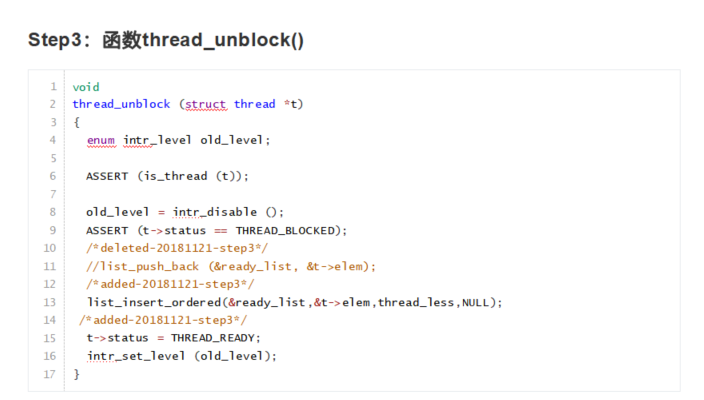 Step3：函数thread_unblock()
1 void
2 thread_unblock (struct thread *t)
3 {
4   enum intr_level old_level;
5
6   ASSERT (is_thread (t));
7
8   old_level = intr_disable ();
9   ASSERT (t->status == THREAD_BLOCKED);
10   /*deleted-20181121-step3*/
11   //list_push_back (&ready_list, &t->elem);
12   /*added-20181121-step3*/
13   list_insert_ordered(&ready_list,&t->elem,thread_less,NULL);
14  /*added-20181121-step3*/
15   t->status = THREAD_READY;
16   intr_set_level (old_level);
17 }